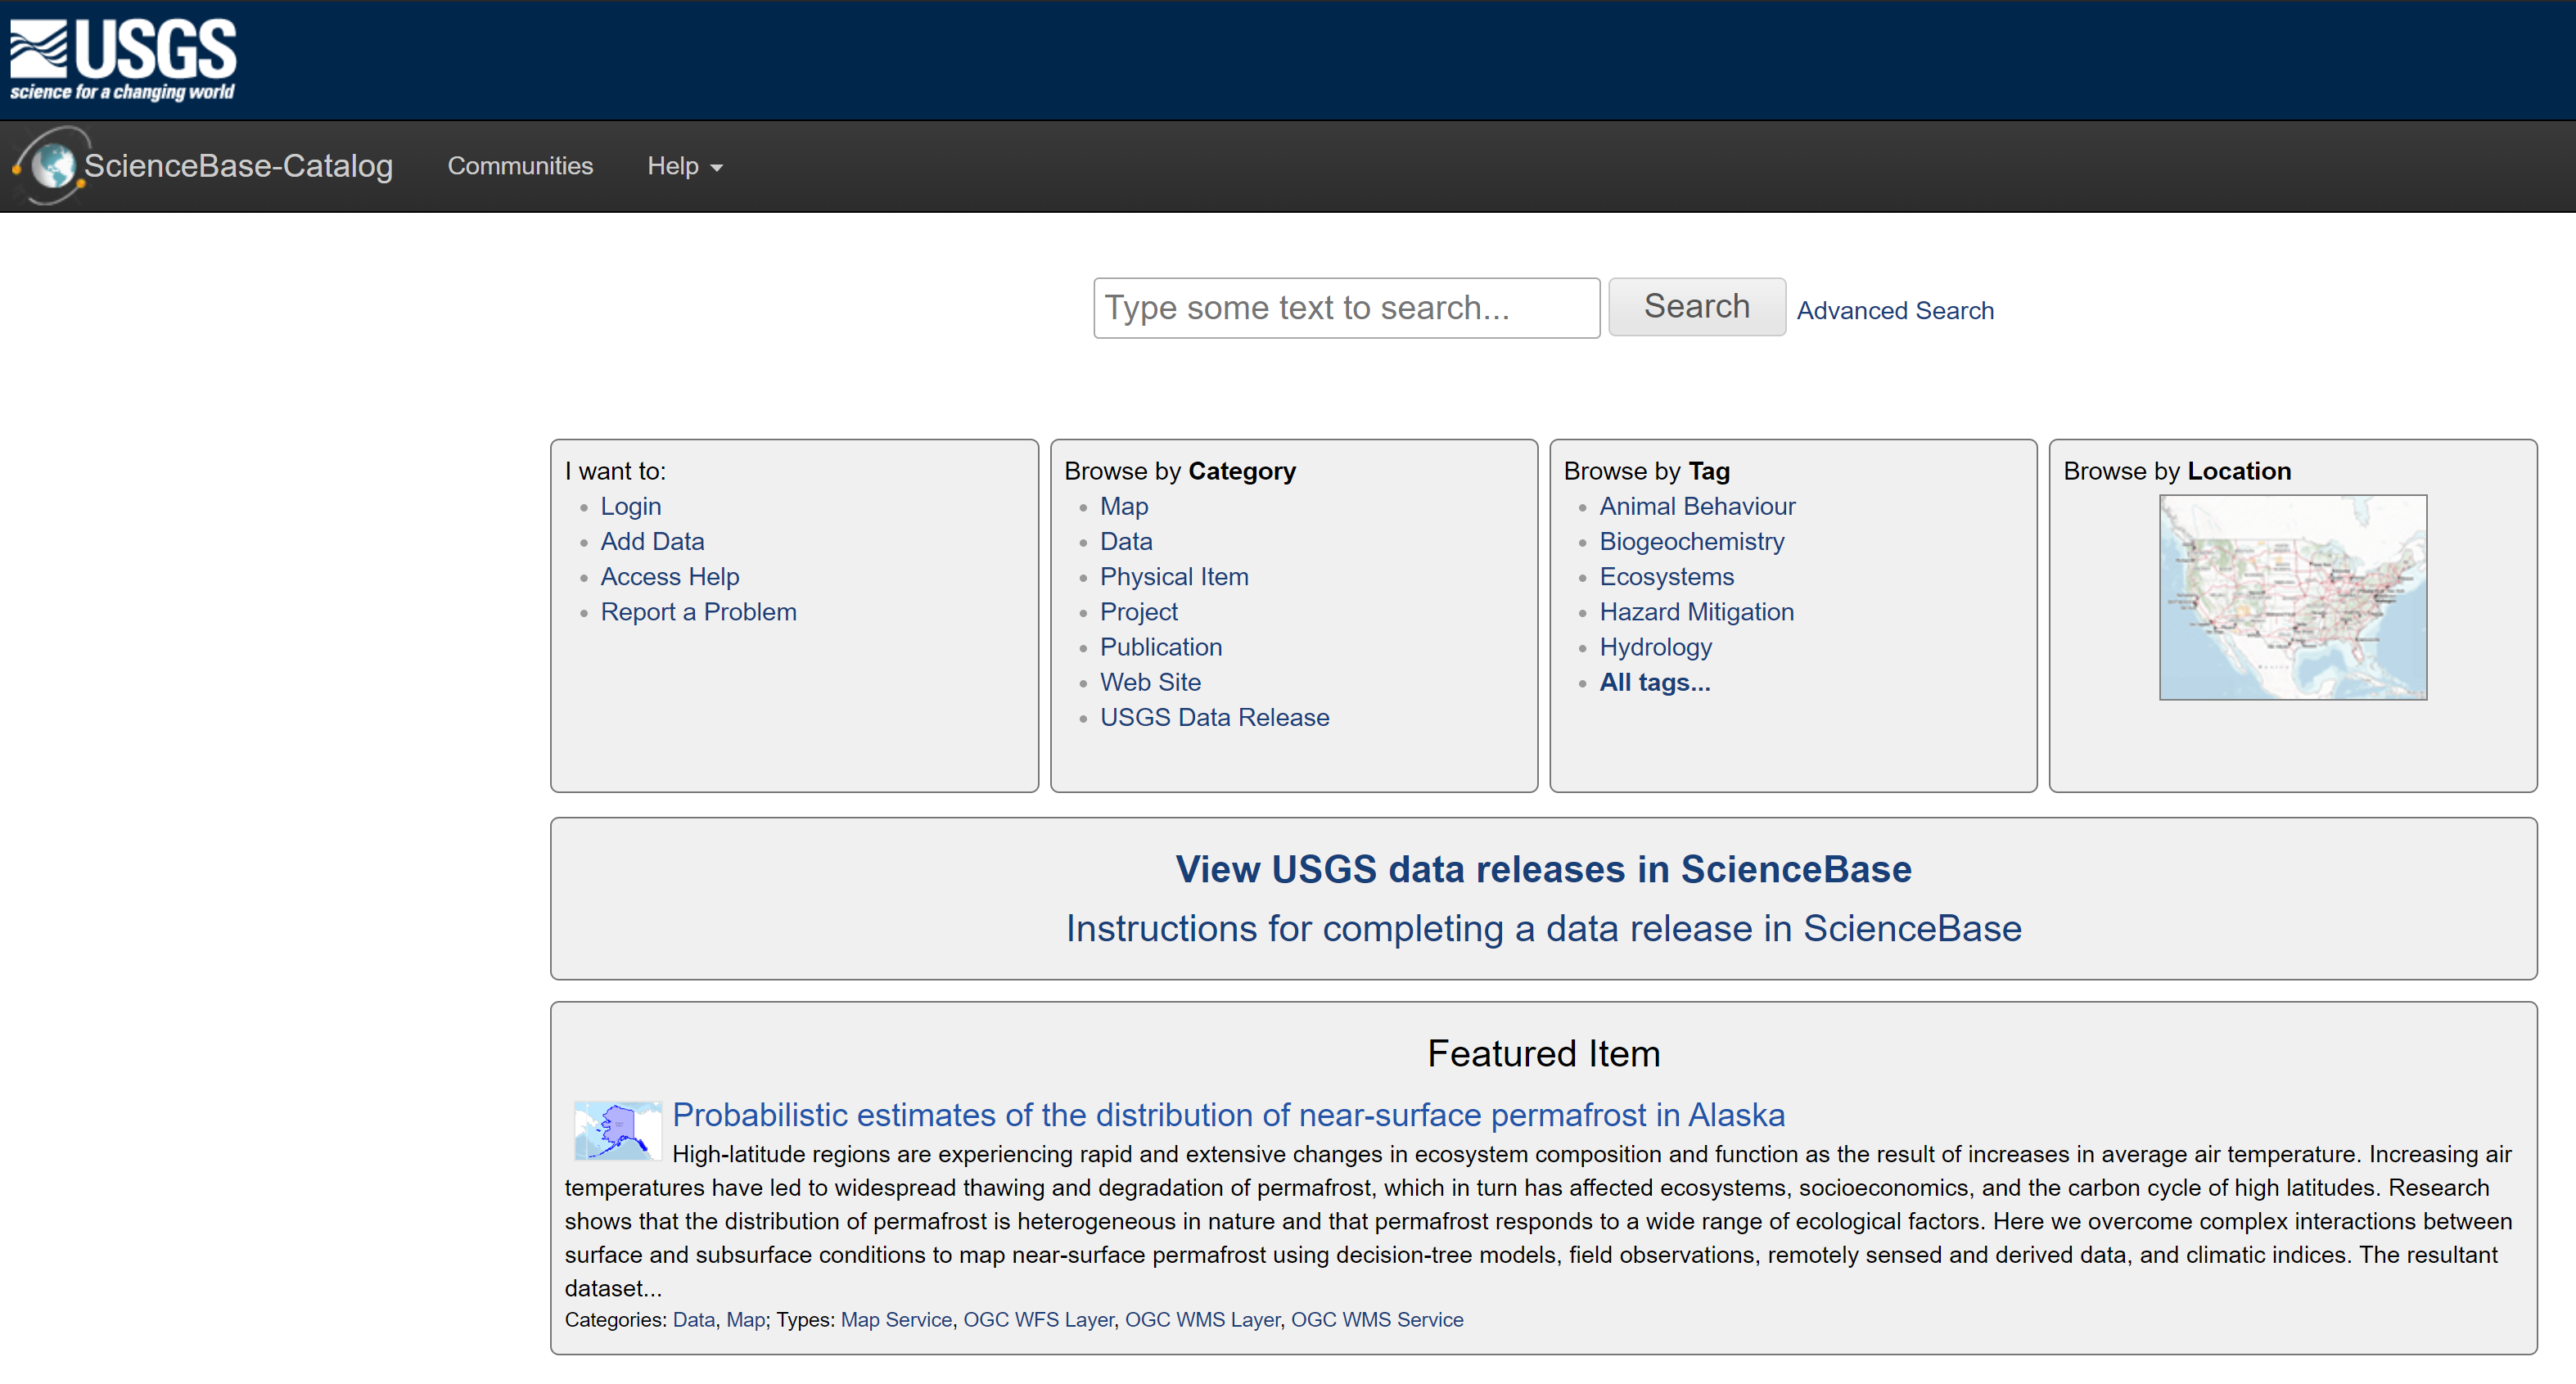 USGS
science for a changing world
ScienceBase-Catalog
Communities
Help
Type some text to search...
Search
Advanced Search
I want to:
Login
Add Data
Access Help
Report a Problem
Browse by Category
Map
Data
Physical Item
Project
Publication
Web Site
USGS Data Release
Browse by Tag
Animal Behaviour
Biogeochemistry
Ecosystems
Hazard Mitigation
Hydrology
All tags...
Browse by Location
View USGS data releases in ScienceBase
Instructions for completing a data release in ScienceBase
Featured Item
Probabilistic estimates of the distribution of near-surface permafrost in Alaska
High-latitude regions are experiencing rapid and extensive changes in ecosystem composition and function as the result of increases in average air temperature. Increasing air
temperatures have led to widespread thawing and degradation of permafrost, which in turn has affected ecosystems, socioeconomics, and the carbon cycle of high latitudes. Research
shows that the distribution of permafrost is heterogeneous in nature and that permafrost responds to a wide range of ecological factors. Here we overcome complex interactions between
surface and subsurface conditions to map near-surface permafrost using decision-tree models, field observations, remotely sensed and derived data, and climatic indices. The resultant
dataset...
Categories: Data, Map; Types: Map Service, OGC WFS Layer, OGC WMS Layer, OGC WMS Service